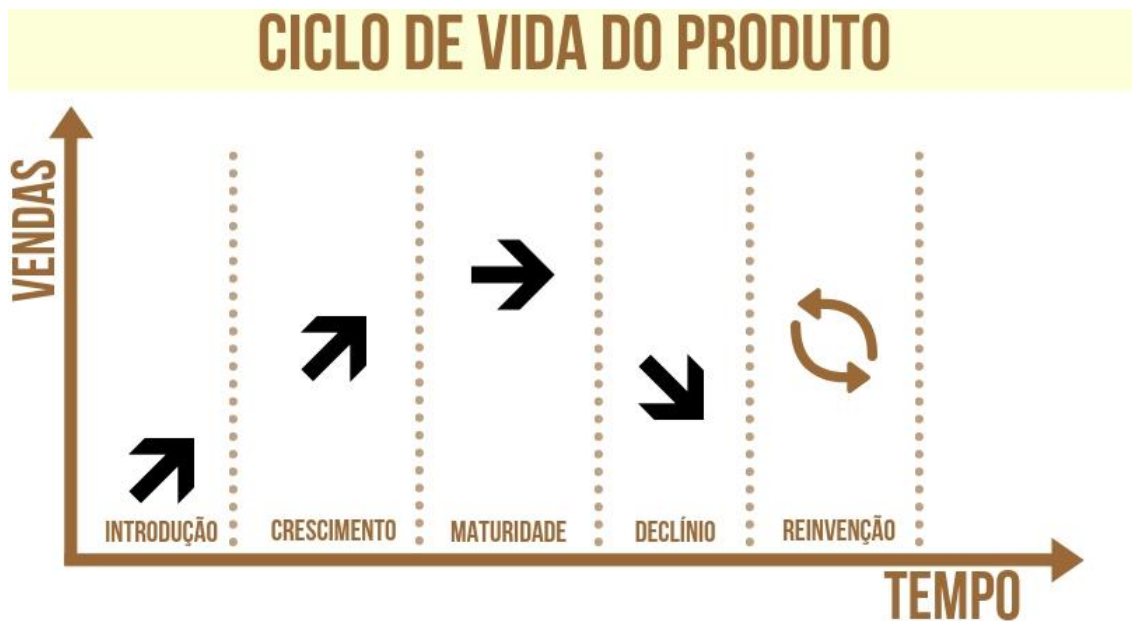 CICLO DE VIDA DO PRODUTO
VENDAS
INTRODUÇÃO
CRESCIMENTO
MATURIDADE
DECLÍNIO
REINVENÇÃO
TEMPO